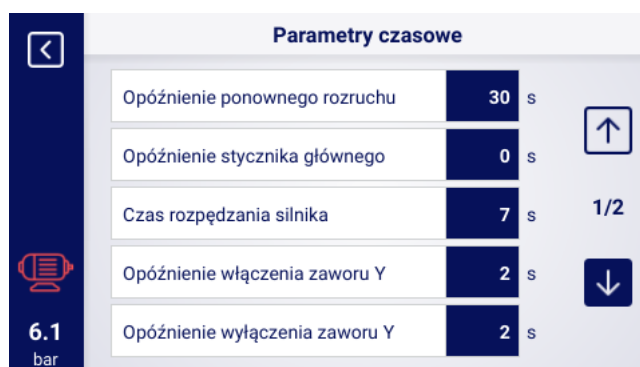 Parametry czasowe
Opóźnienie ponownego rozruchu 30 s
Opóźnienie stycznika głównego 0 s
Czas rozpędzania silnika 7 s
1/2
Opóźnienie włączenia zaworu Y 2 s
Opóźnienie wyłączenia zaworu Y 2 s
6.1
bar